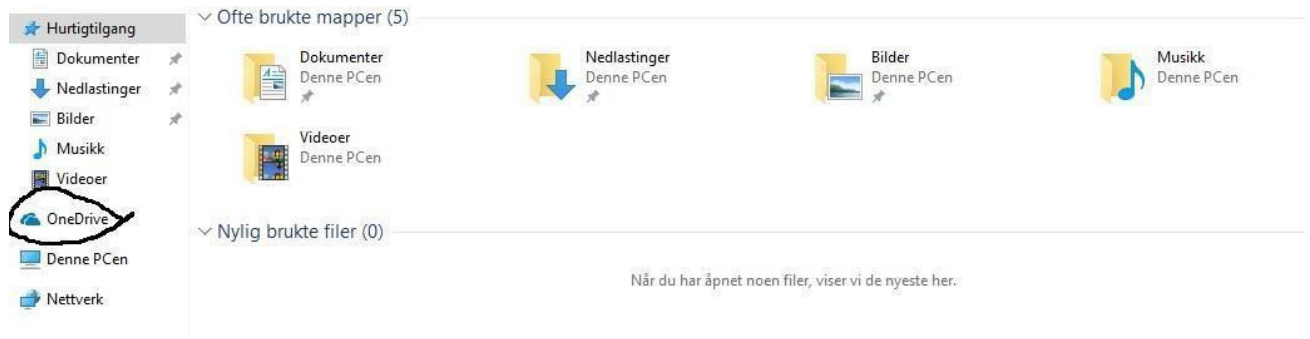 Hurtigtilgang
Dokumenter
Nedlastinger
Bilder
Musikk
Videoer
OneDrive
Denne PCen
Nettverk
Ofte brukte mapper (5)
Dokumenter
Denne PCen
Nedlastinger
Denne PCen
Bilder
Denne PCen
Musikk
Denne PCen
Videoer
Denne PCen
Nylig brukte filer (0)
Når du har åpnet noen filer, viser vi de nyeste her.